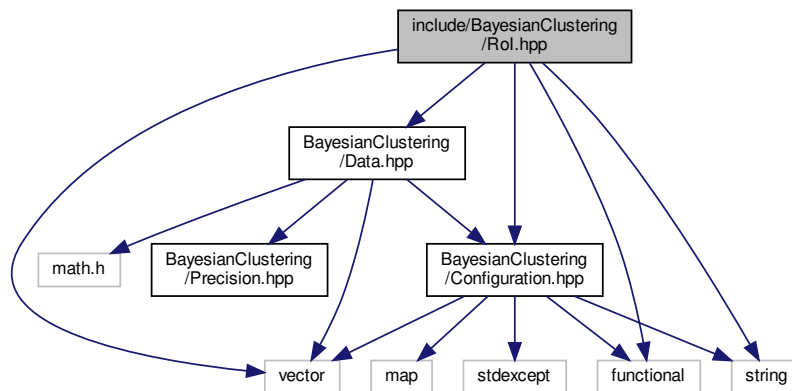 include/BayesianClustering
/RoI.hpp
BayesianClustering
/Data.hpp
math.h
BayesianClustering
/Precision.hpp
BayesianClustering
/Configuration.hpp
vector
map
stdexcept
functional
string